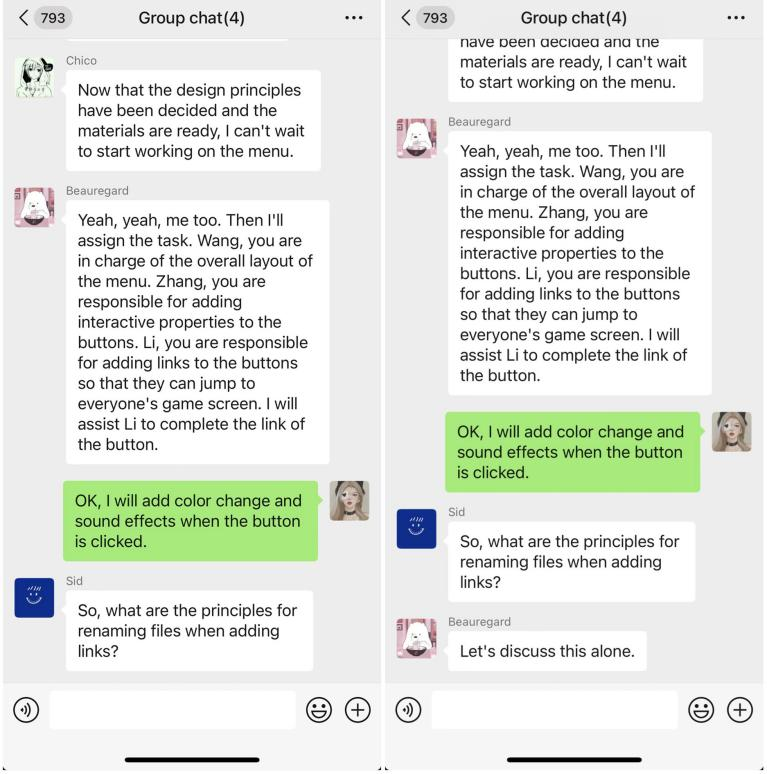 793
Group chat(4)
Chico
Now that the design principles
have been decided and the
materials are ready, I can't wait
to start working on the menu.
Beauregard
Yeah, yeah, me too. Then I'll
assign the task. Wang, you are
in charge of the overall layout of
the menu. Zhang, you are
responsible for adding
interactive properties to the
buttons. Li, you are responsible
for adding links to the buttons
so that they can jump to
everyone's game screen. I will
assist Li to complete the link of
the button.
OK, I will add color change and
sound effects when the button
is clicked.
Sid
So, what are the principles for
renaming files when adding
links?
793
Group chat(4)
have been decided and the
materials are ready, I can't wait
to start working on the menu.
Beauregard
Yeah, yeah, me too. Then I'll
assign the task. Wang, you are
in charge of the overall layout of
the menu. Zhang, you are
responsible for adding
interactive properties to the
buttons. Li, you are responsible
for adding links to the buttons
so that they can jump to
everyone's game screen. I will
assist Li to complete the link of
the button.
OK, I will add color change and
sound effects when the button
is clicked.
Sid
So, what are the principles for
renaming files when adding
links?
Beauregard
Let's discuss this alone.